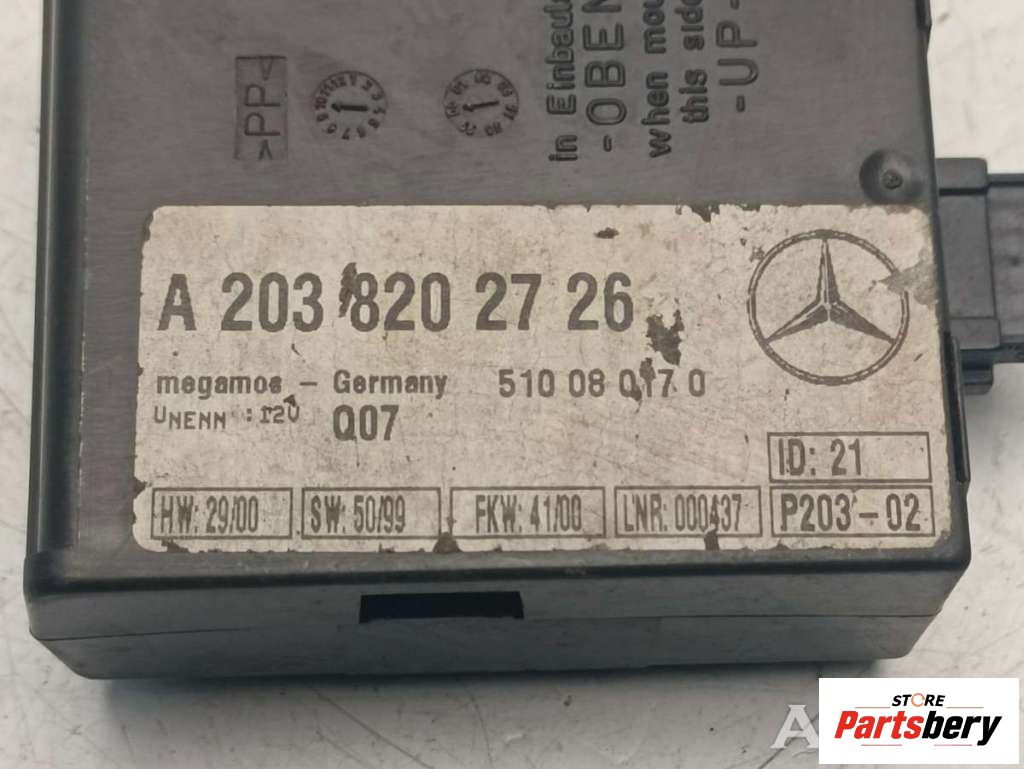 >PP<
in Einbau
-OBEN
when mou
this side
-UP-
A 203 820 27 26
megamos - Germany 510 08 01 7 0
UNENN : 12V Q07
ID: 21
HW: 29/00 SW: 50/99 FKW: 41/00 LNR: 000437 P203-02
A
STORE
Partsbery